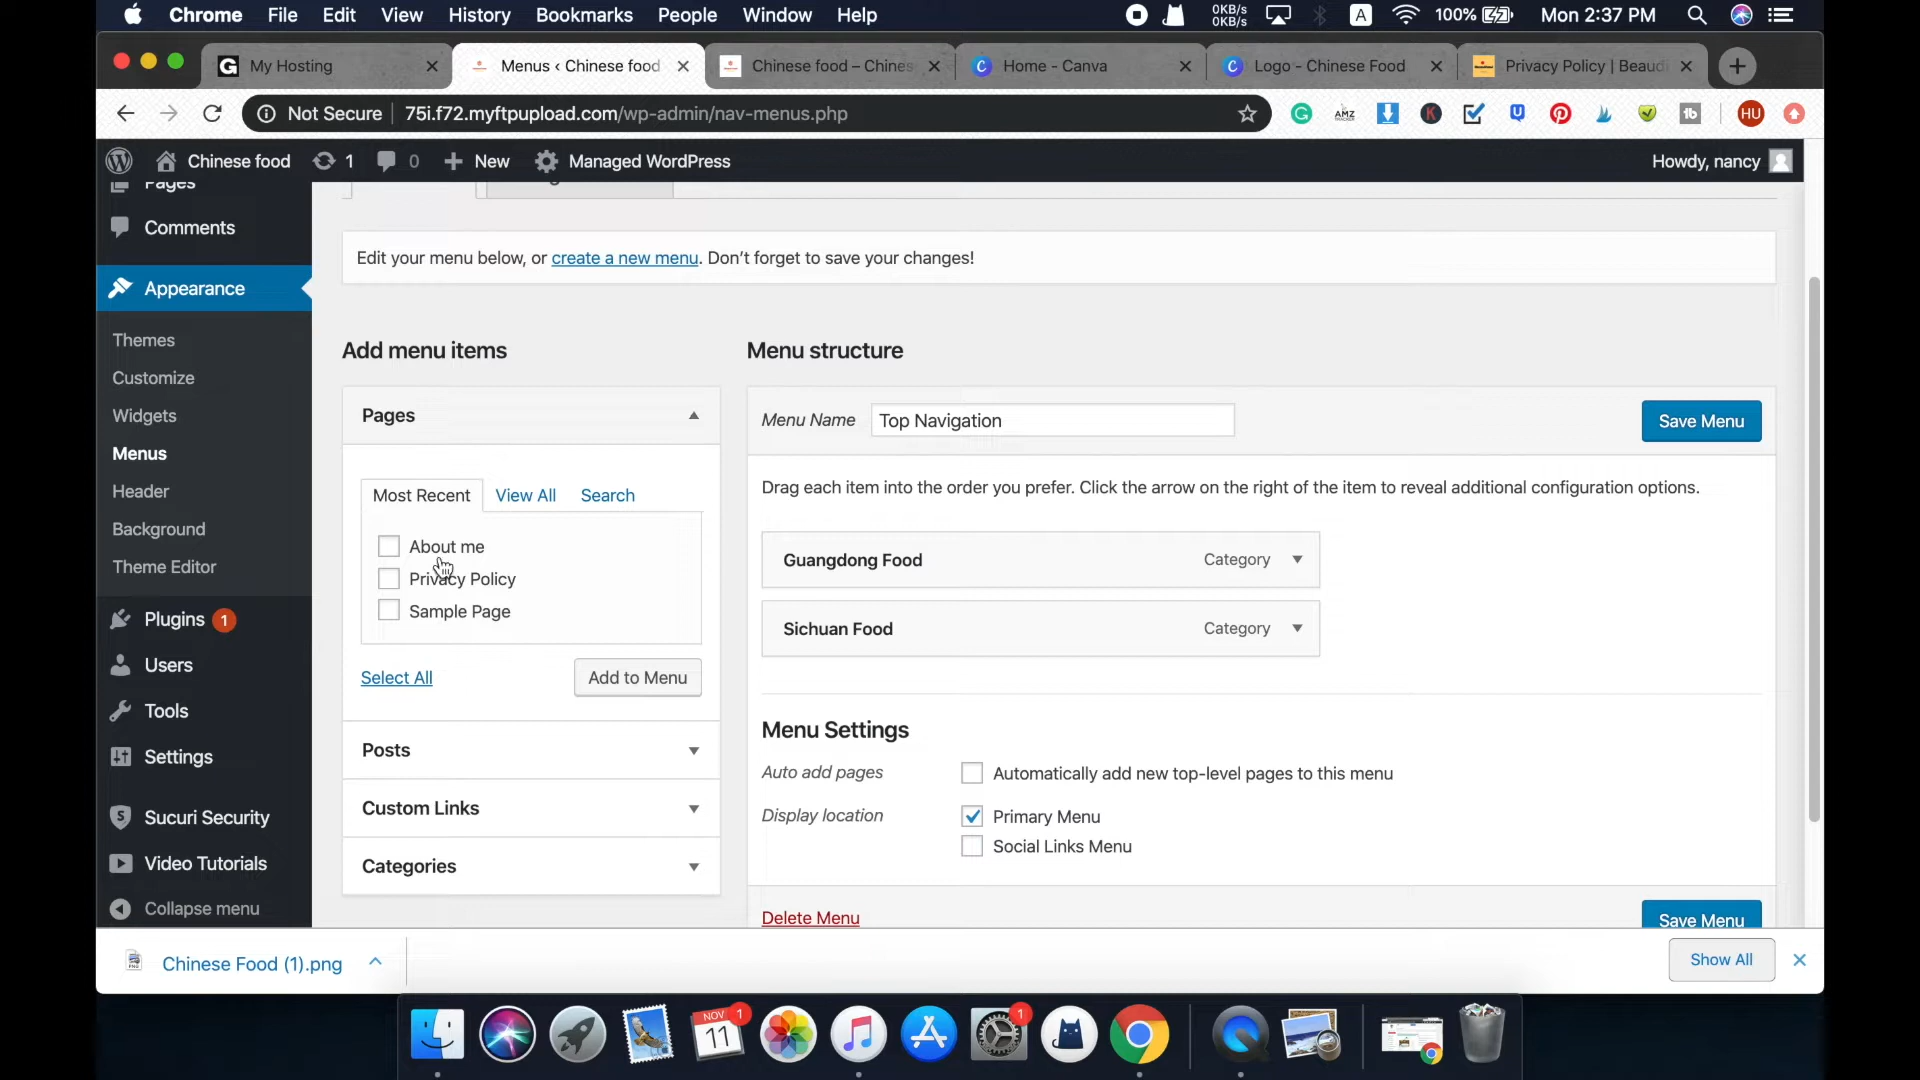 Chrome File Edit View History Bookmarks People Window Help 0KB/s 0KB/s A 100% Mon 2:37 PM
G My Hosting Menus ‹ Chinese food Chinese food – Chines Home - Canva Logo - Chinese Food Privacy Policy | Beaudi
Not Secure 75i.f72.myftpupload.com/wp-admin/nav-menus.php AMZ K tb HU
Chinese food 1 0 New Managed WordPress Howdy, nancy
Pages
Comments
Appearance
Themes
Customize
Widgets
Menus
Header
Background
Theme Editor
Plugins 1
Users
Tools
Settings
Sucuri Security
Video Tutorials
Collapse menu
Edit your menu below, or create a new menu. Don't forget to save your changes!
Add menu items
Pages
Most Recent View All Search
About me
Privacy Policy
Sample Page
Select All Add to Menu
Posts
Custom Links
Categories
Menu structure
Menu Name Top Navigation Save Menu
Drag each item into the order you prefer. Click the arrow on the right of the item to reveal additional configuration options.
Guangdong Food Category
Sichuan Food Category
Menu Settings
Auto add pages Automatically add new top-level pages to this menu
Display location Primary Menu
Social Links Menu
Delete Menu Save Menu
Chinese Food (1).png Show All
NOV 11 1 1